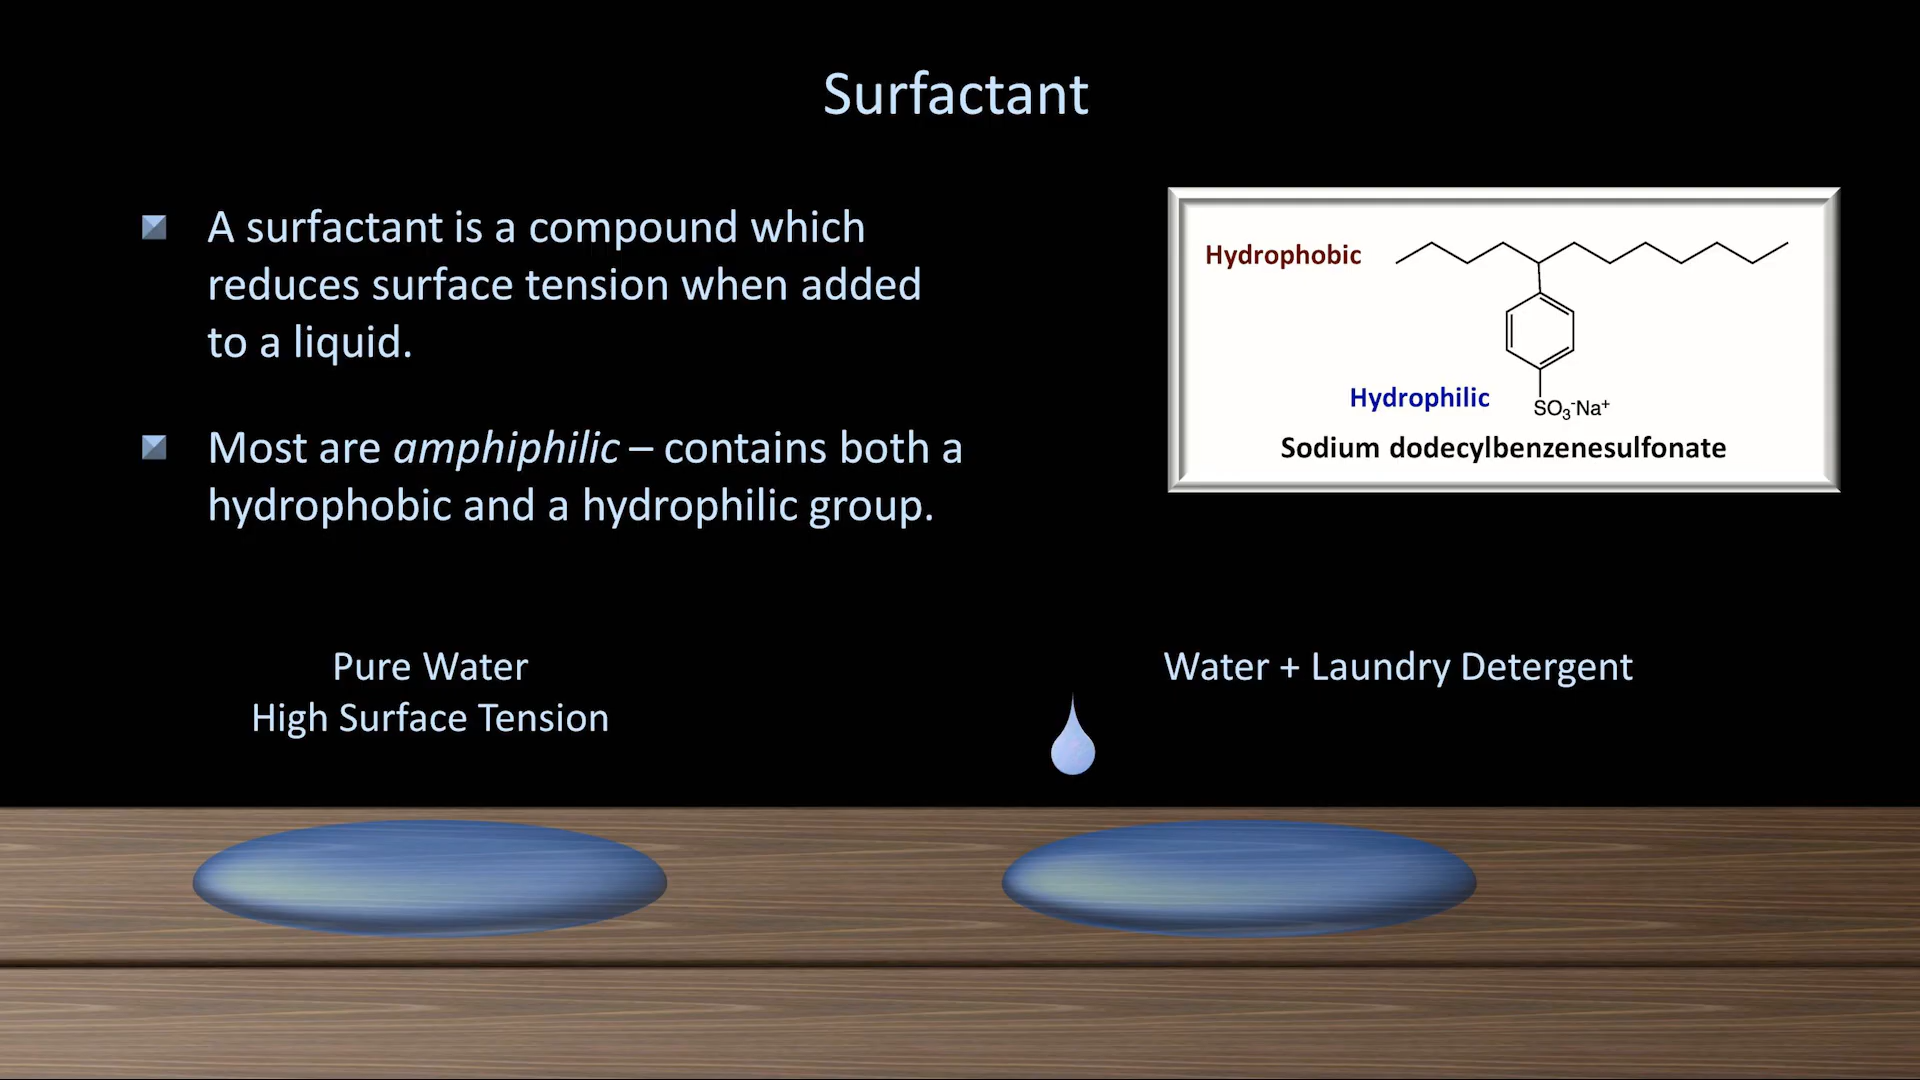 Surfactant
A surfactant is a compound which
reduces surface tension when added
to a liquid.
Most are amphiphilic – contains both a
hydrophobic and a hydrophilic group.
Hydrophobic
Hydrophilic
SO₃⁻Na⁺
Sodium dodecylbenzenesulfonate
Pure Water
High Surface Tension
Water + Laundry Detergent